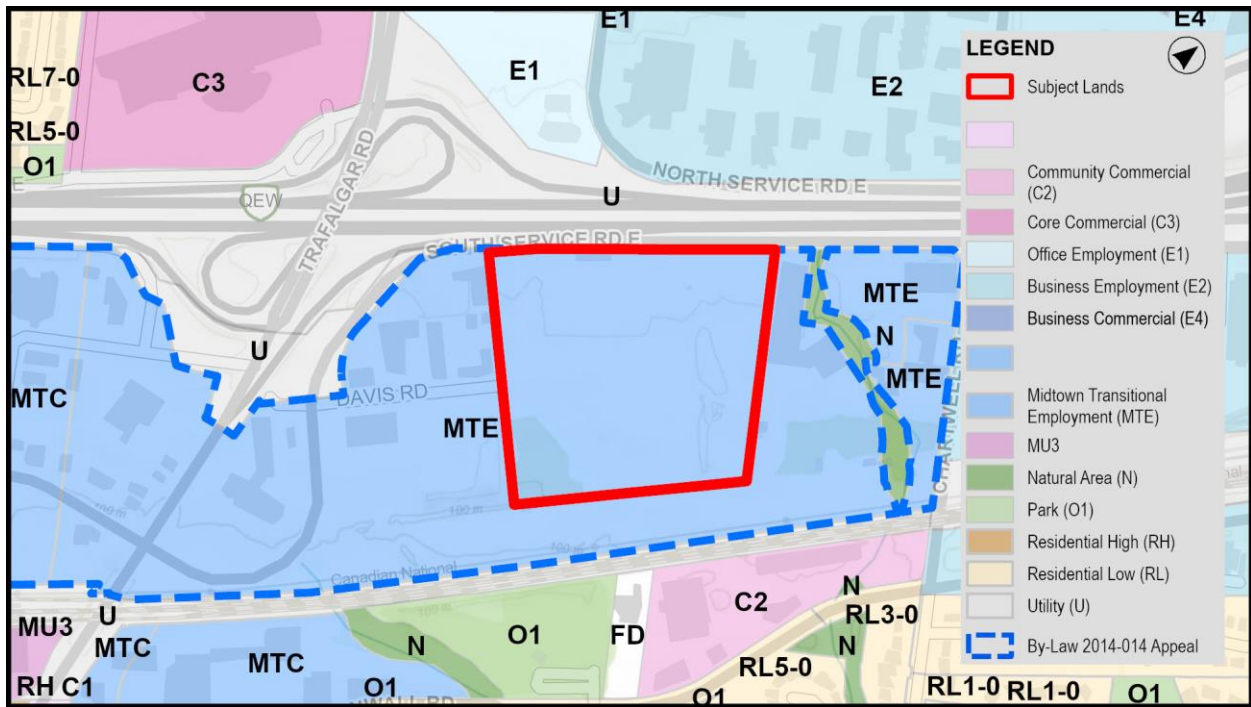 E1
E4
RL7-0
C3
E1
E2
RL5-0
O1
TRAFALGAR RD
QEW
NORTH SERVICE RD E
U
SOUTH SERVICE RD E
MTE
N
MTE
U
MTC
DAVIS RD
MTE
100 m
100 m
Canadian National
100 m
U
MU3
MTC
MTC
RH C1
N
O1
O1
FD
C2
N
RL3-0
N
RL5-0
O1
RL1-0 RL1-0
O1
LEGEND
Subject Lands
Community Commercial
(C2)
Core Commercial (C3)
Office Employment (E1)
Business Employment (E2)
Business Commercial (E4)
Midtown Transitional
Employment (MTE)
MU3
Natural Area (N)
Park (O1)
Residential High (RH)
Residential Low (RL)
Utility (U)
By-Law 2014-014 Appeal